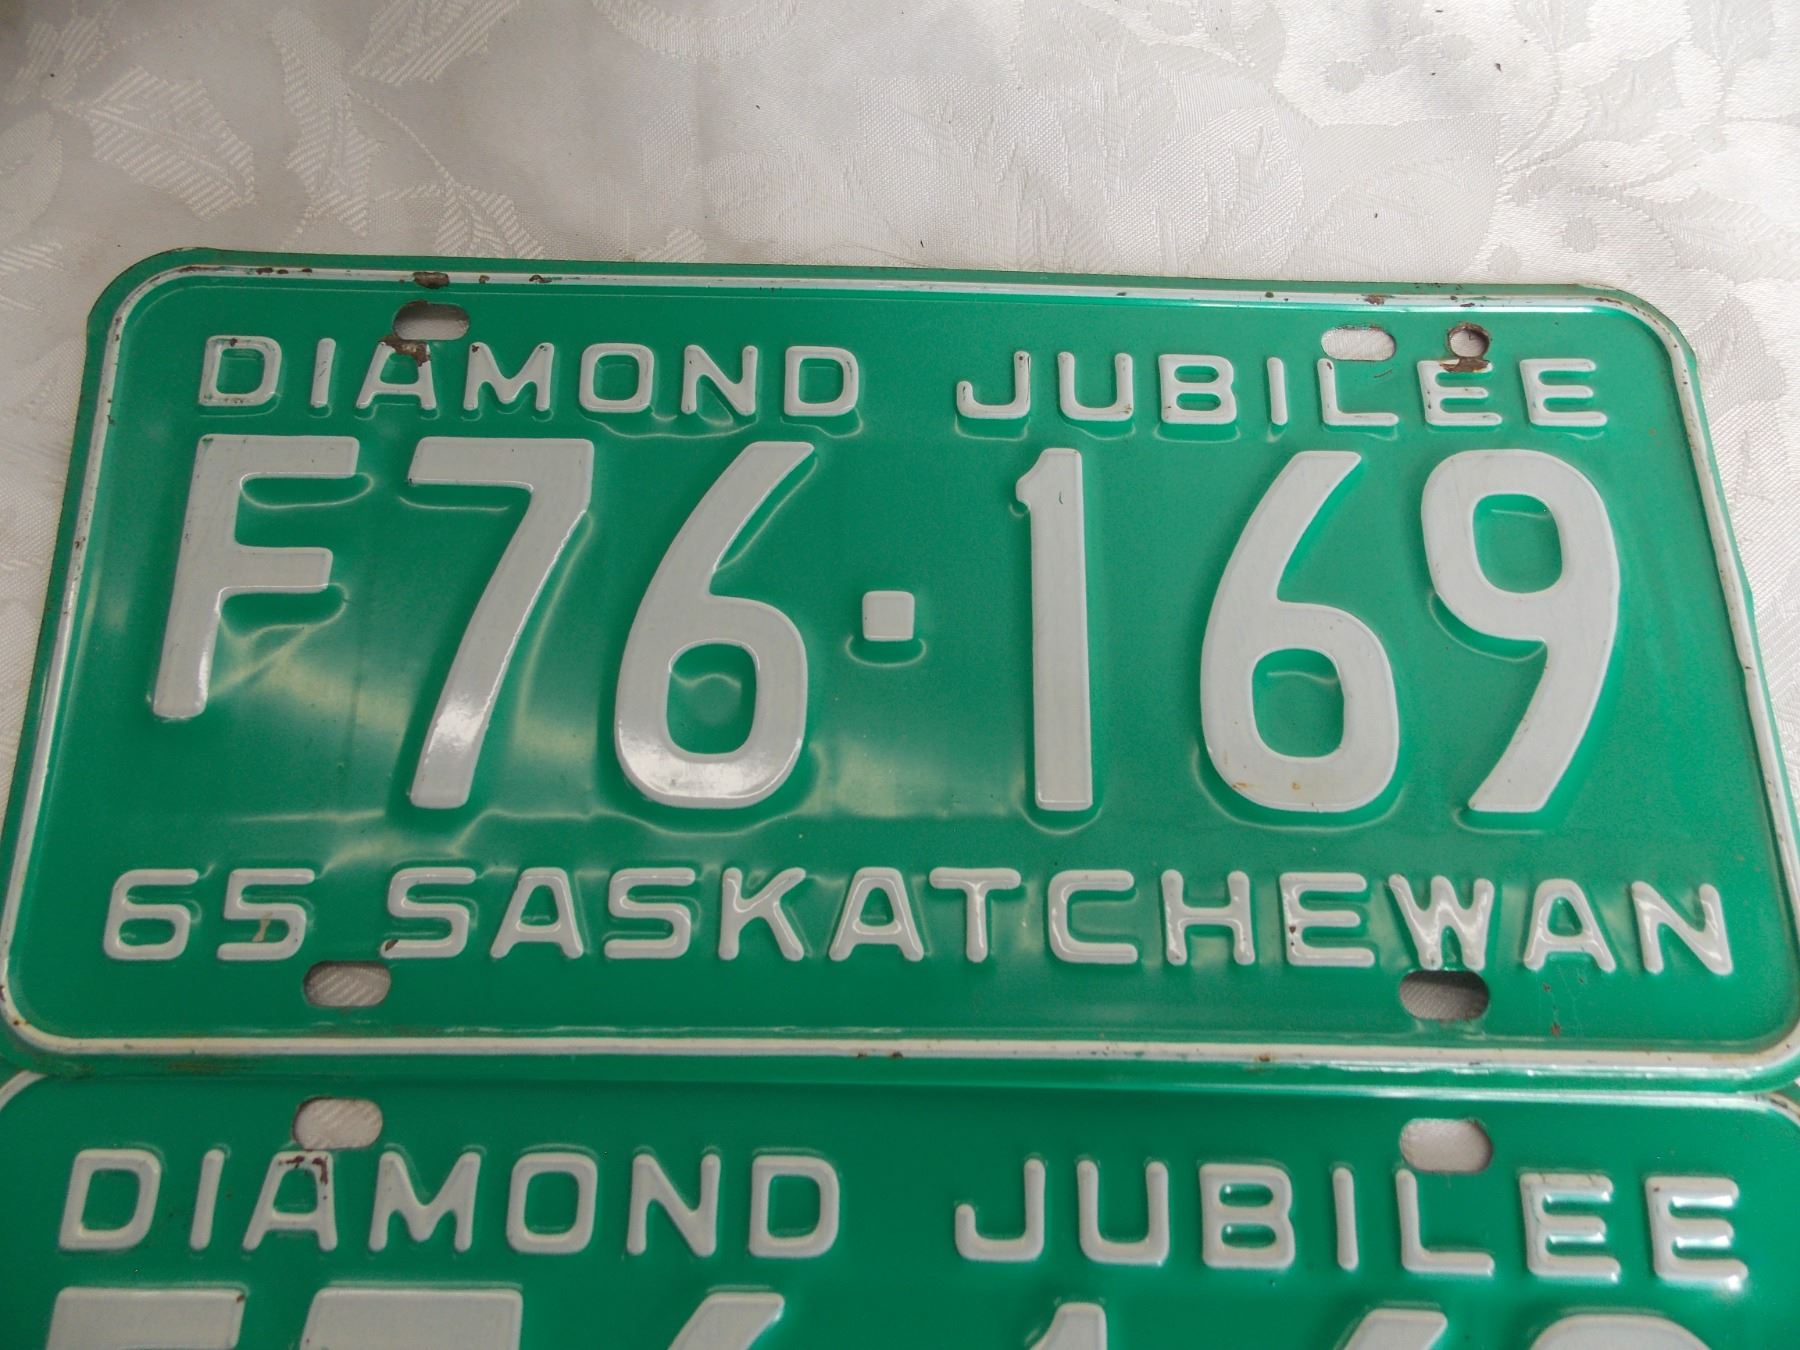 DIAMOND JUBILEE
F76·169
65 SASKATCHEWAN
DIAMOND JUBILEE